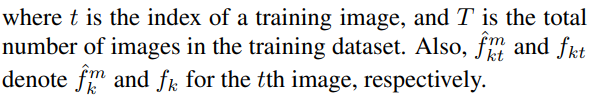 where t is the index of a training image, and T is the total
number of images in the training dataset. Also, f̂ᵐₖₜ and fₖₜ
denote f̂ᵐₖ and fₖ for the tth image, respectively.